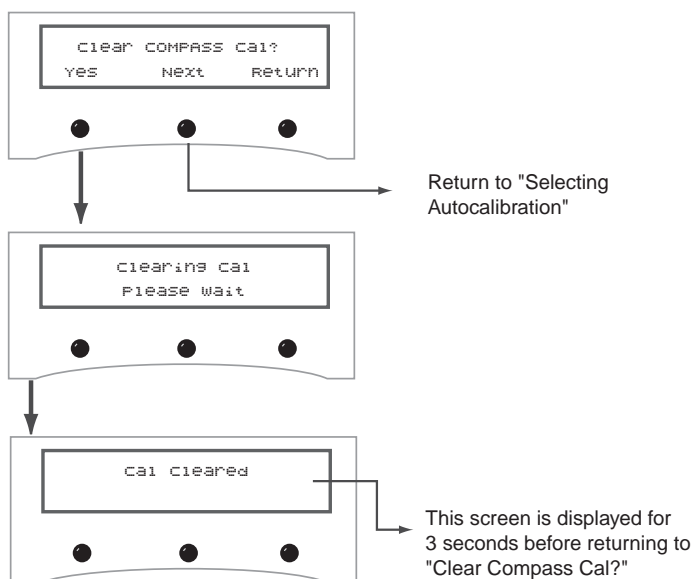 Clear COMPASS Cal?
Yes Next Return
Return to "Selecting
Autocalibration"
Clearing Cal
Please Wait
Cal Cleared
This screen is displayed for
3 seconds before returning to
"Clear Compass Cal?"